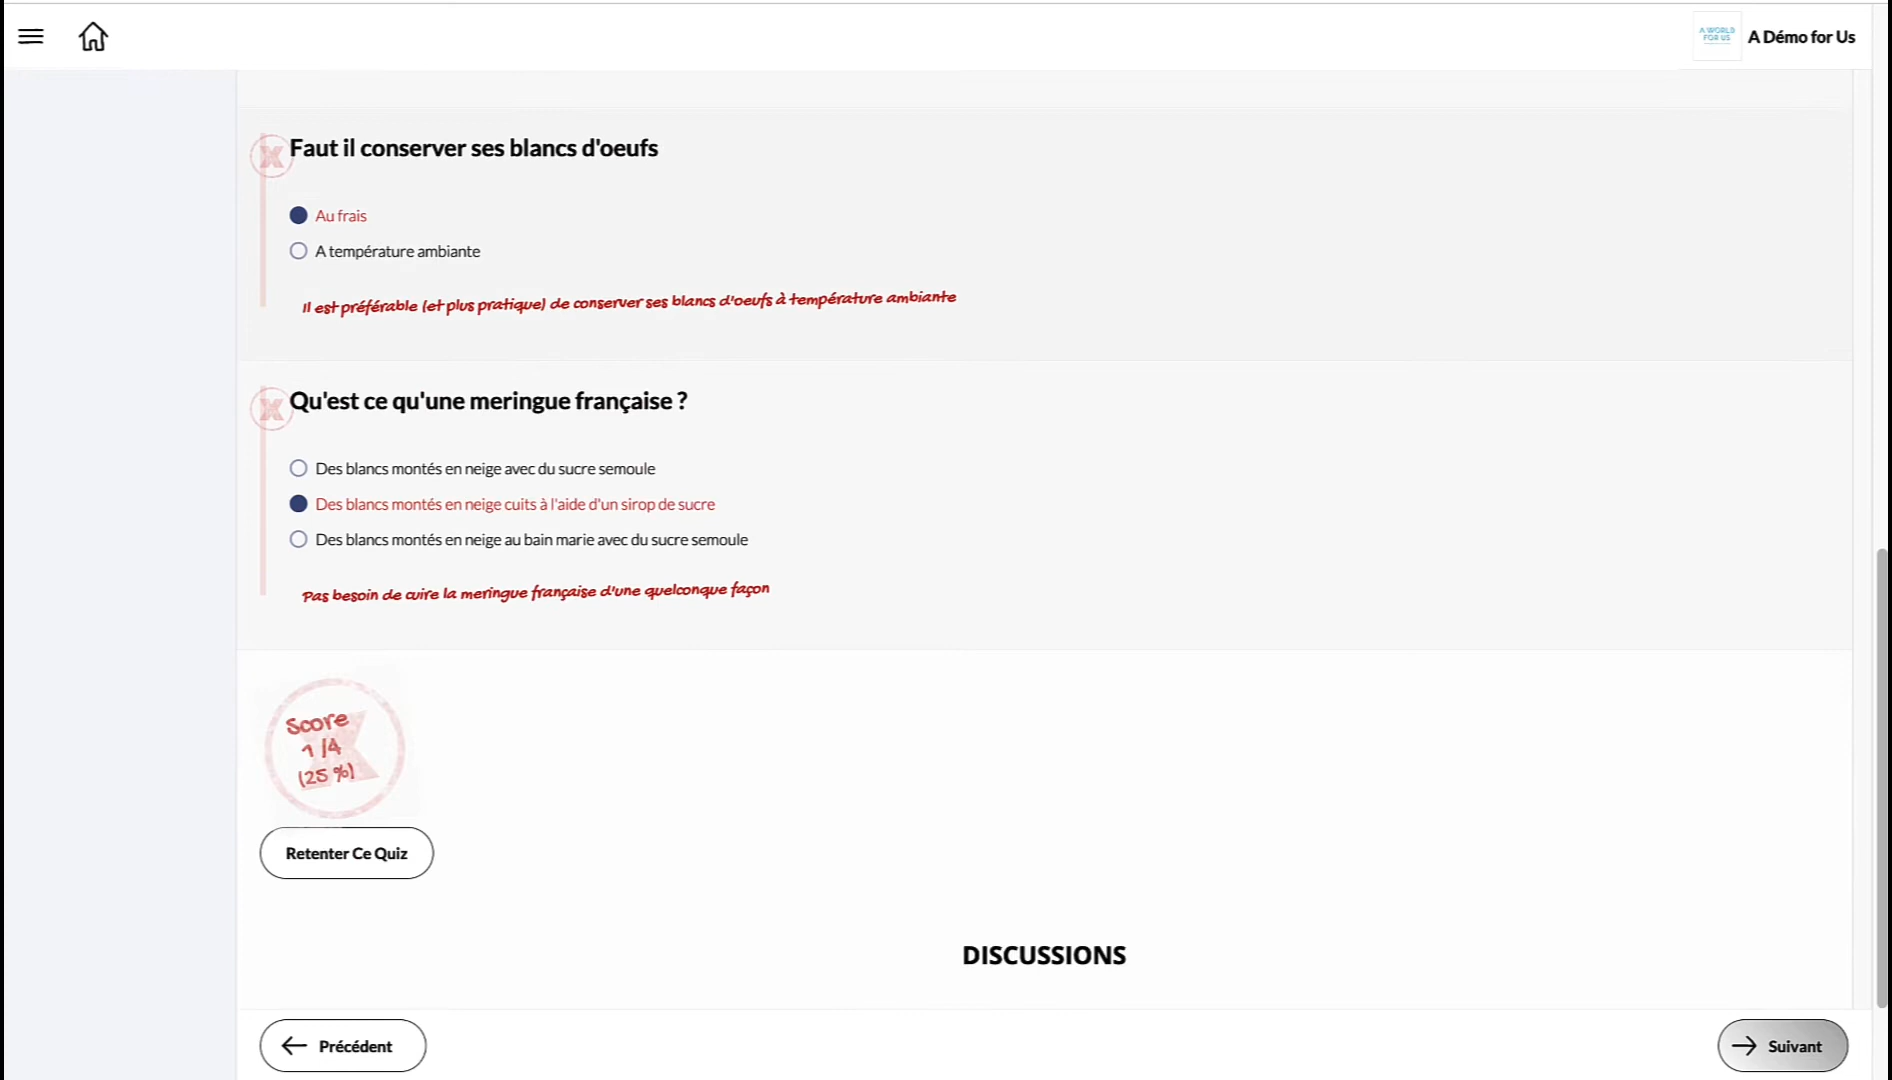 A WORLD
FOR US
A Démo for Us
Faut il conserver ses blancs d'oeufs
Au frais
A température ambiante
Il est préférable (et plus pratique) de conserver ses blancs d'oeufs à température ambiante
Qu'est ce qu'une meringue française ?
Des blancs montés en neige avec du sucre semoule
Des blancs montés en neige cuits à l'aide d'un sirop de sucre
Des blancs montés en neige au bain marie avec du sucre semoule
Pas besoin de cuire la meringue française d'une quelconque façon
Score
1 /4
(25 %)
Retenter Ce Quiz
DISCUSSIONS
Précédent
Suivant